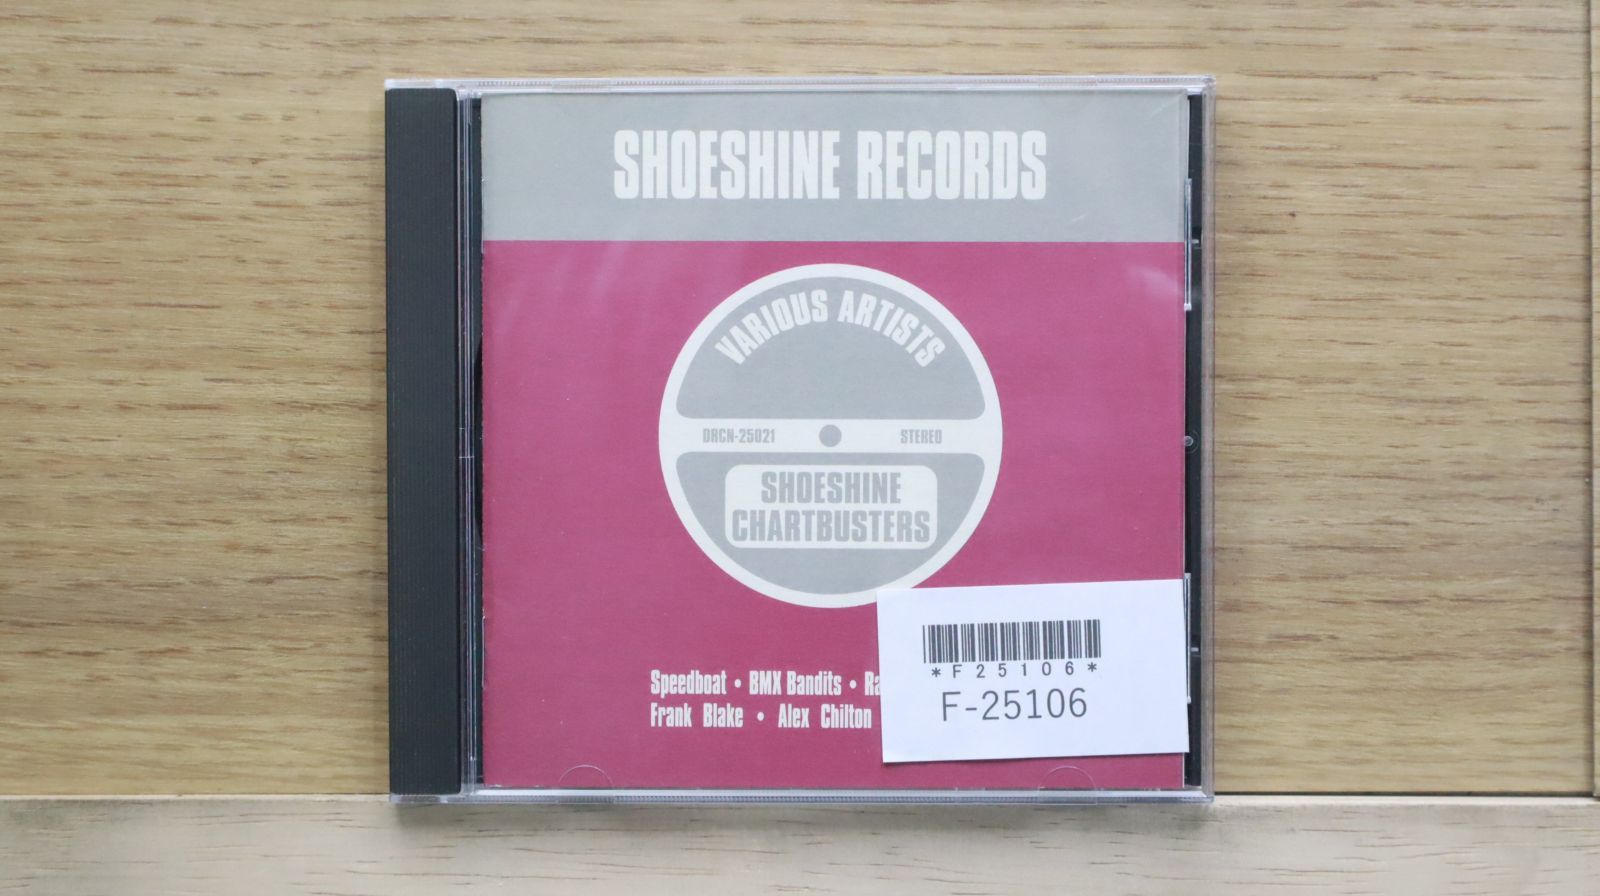 SHOESHINE RECORDS
VARIOUS ARTISTS
DRCN-25021 STEREO
SHOESHINE
CHARTBUSTERS
Speedboat • BMX Bandits •
Frank Blake • Alex Chilton
*F25106*
F-25106